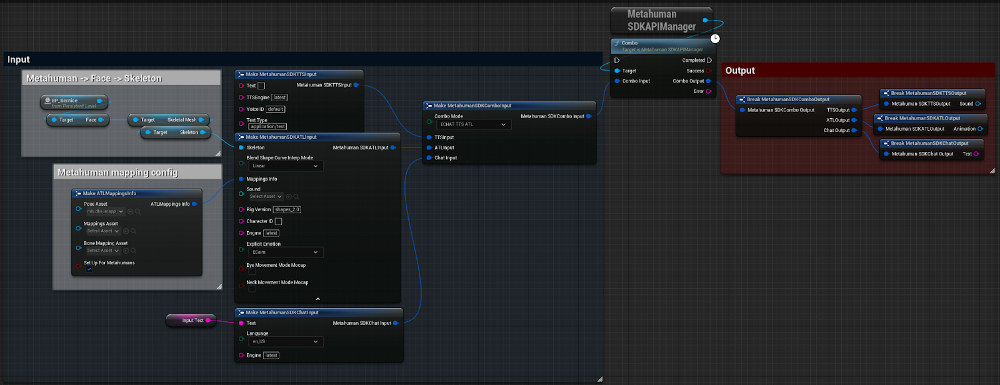 Metahuman
SDKAPIManager
Combo
Target is Metahuman SDKAPIManager
Completed
Target
Success
Combo Input
Combo Output
Error
Input
Metahuman -> Face -> Skeleton
BP_Bernice
from Persistent Level
Target
Face
Target
Skeletal Mesh
Target
Skeleton
Metahuman mapping config
Make ATLMappingsInfo
Pose Asset
ATLMappings Info
mh_dhs_mappi
Mappings Asset
Select Asset
Bone Mapping Asset
Select Asset
Set Up For Metahumans
Input Text
Make MetahumanSDKTTSInput
Text
Metahuman SDKTTSInput
TTSEngine latest
Voice ID default
Text Type
application/text
Make MetahumanSDKATLInput
Skeleton
Metahuman SDKATLInput
Blend Shape Curve Interp Mode
Linear
Mappings Info
Sound
Select Asset
Rig Version shapes_2.0
Character ID
Engine latest
Explicit Emotion
ECalm
Eye Movement Mode Mocap
Neck Movement Mode Mocap
Make MetahumanSDKChatInput
Text
Metahuman SDKChat Input
Language
en_US
Engine latest
Make MetahumanSDKComboInput
Combo Mode
Metahuman SDKCombo Input
ECHAT TTS ATL
TTSInput
ATLInput
Chat Input
Output
Break MetahumanSDKComboOutput
Metahuman SDKCombo Output
TTSOutput
ATLOutput
Chat Output
Break MetahumanSDKTTSOutput
Metahuman SDKTTSOutput
Sound
Break MetahumanSDKATLOutput
Metahuman SDKATLOutput
Animation
Break MetahumanSDKChatOutput
Metahuman SDKChat Output
Text